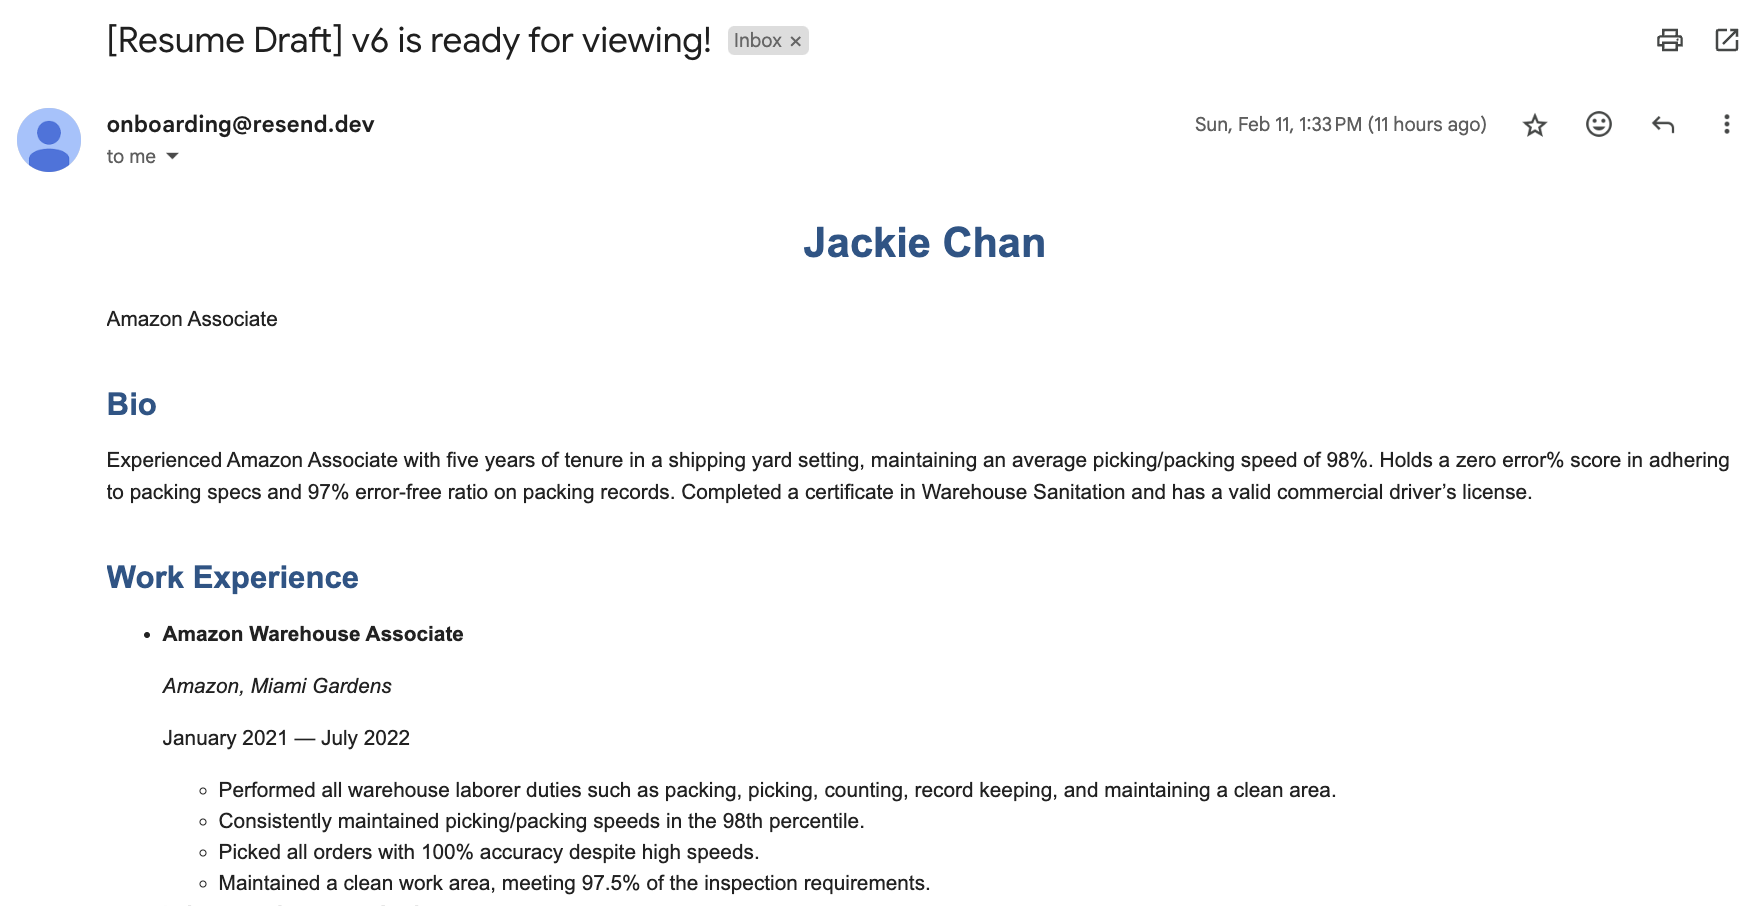 [Resume Draft] v6 is ready for viewing! Inbox ×
onboarding@resend.dev
Sun, Feb 11, 1:33 PM (11 hours ago)
to me
Jackie Chan
Amazon Associate
Bio
Experienced Amazon Associate with five years of tenure in a shipping yard setting, maintaining an average picking/packing speed of 98%. Holds a zero error% score in adhering
to packing specs and 97% error-free ratio on packing records. Completed a certificate in Warehouse Sanitation and has a valid commercial driver’s license.
Work Experience
• Amazon Warehouse Associate
Amazon, Miami Gardens
January 2021 — July 2022
◦ Performed all warehouse laborer duties such as packing, picking, counting, record keeping, and maintaining a clean area.
◦ Consistently maintained picking/packing speeds in the 98th percentile.
◦ Picked all orders with 100% accuracy despite high speeds.
◦ Maintained a clean work area, meeting 97.5% of the inspection requirements.